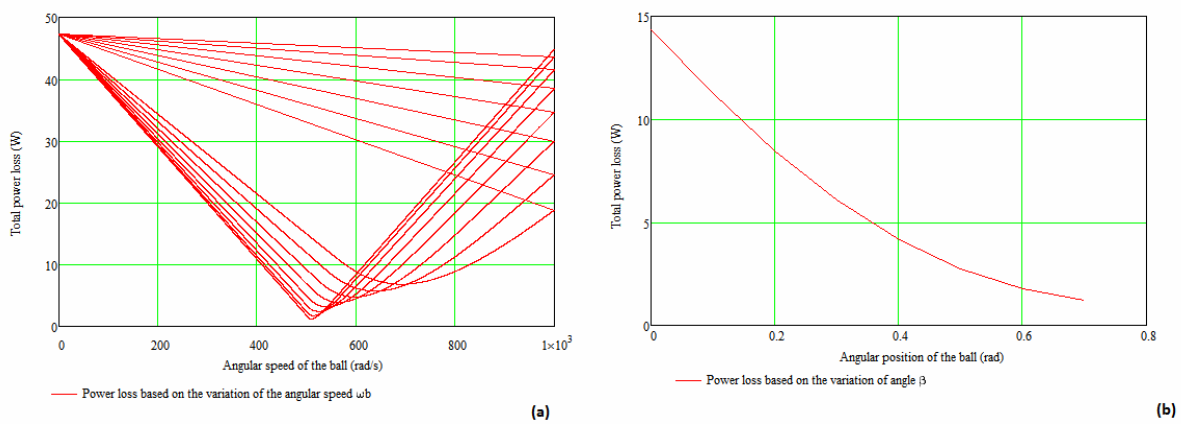 50
40
30
20
10
0
Total power loss (W)
0 200 400 600 800 1×10³
Angular speed of the ball (rad/s)
Power loss based on the variation of the angular speed ωb
(a)
15
10
5
0
Total power loss (W)
0 0.2 0.4 0.6 0.8
Angular position of the ball (rad)
Power loss based on the variation of angle β
(b)